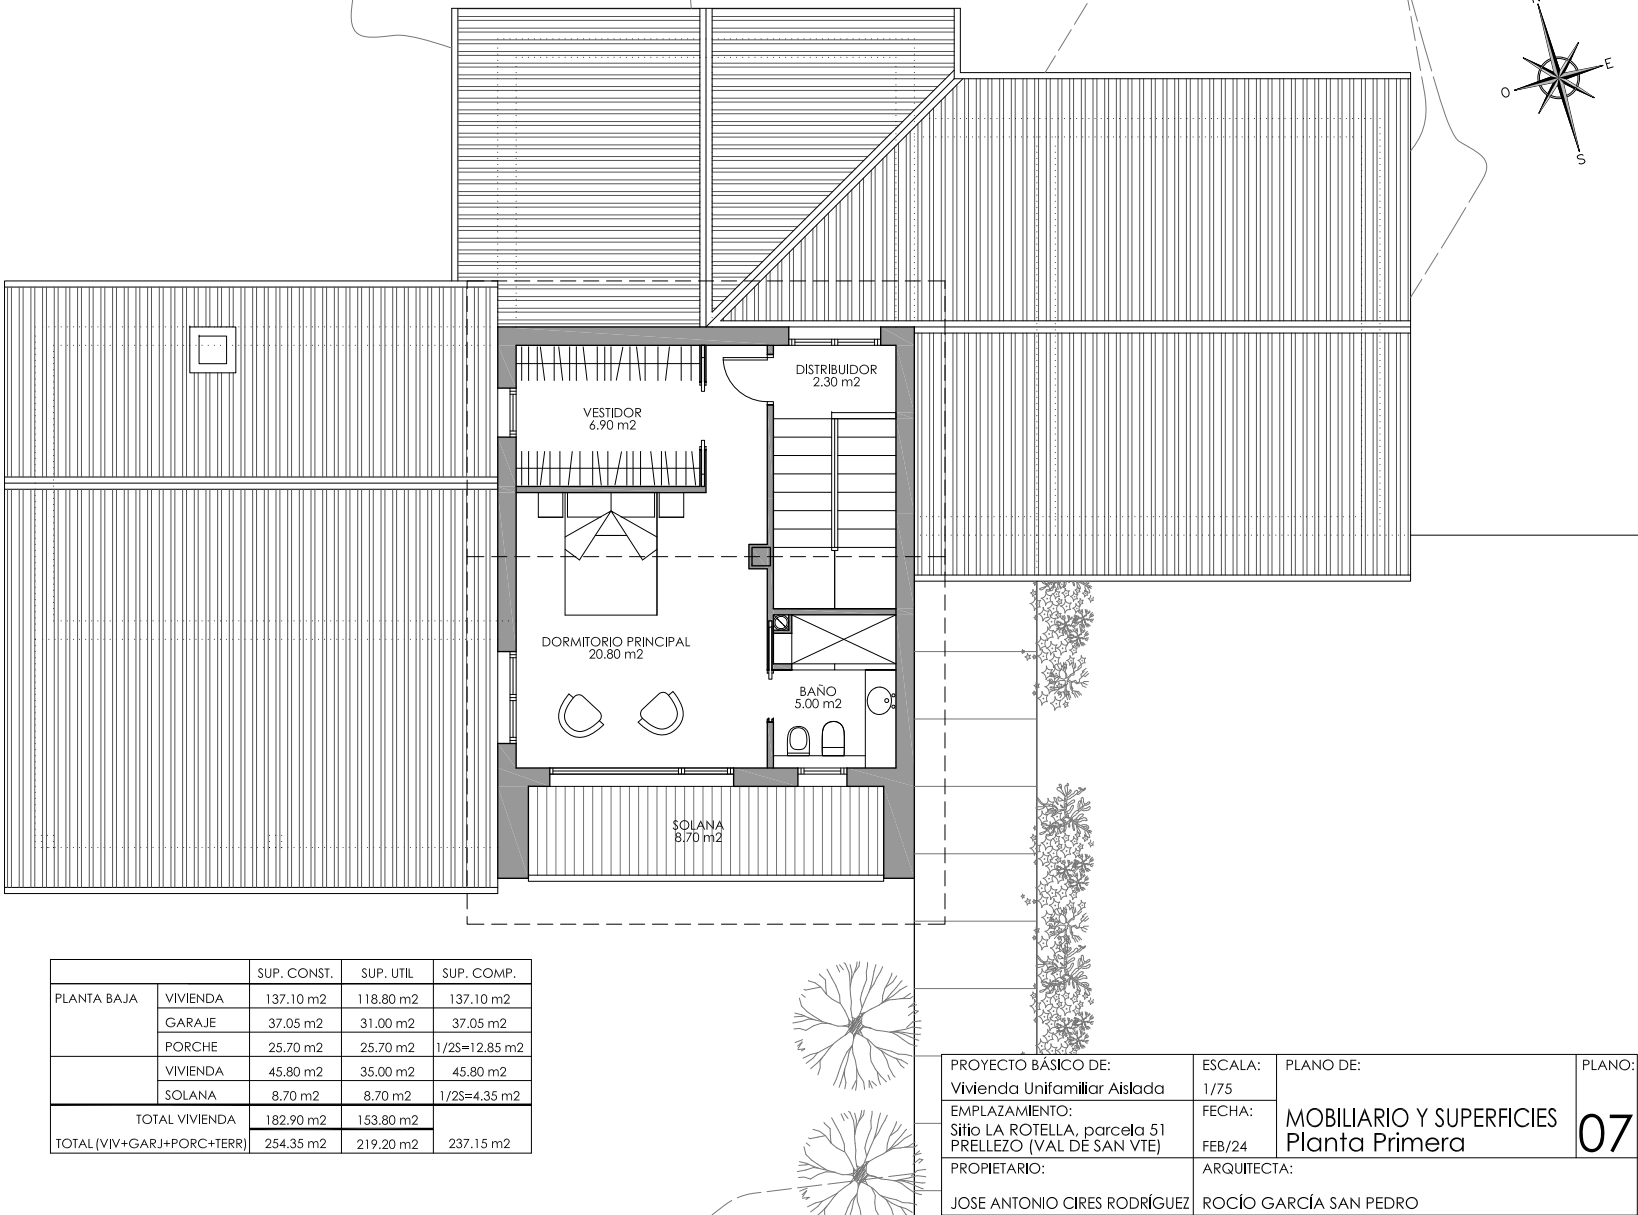 E
O
S
DISTRIBUÍDOR
2.30 m2
VESTIDOR
6.90 m2
DORMITORIO PRINCIPAL
20.80 m2
BAÑO
5.00 m2
SOLANA
8.70 m2
SUP. CONST. SUP. UTIL SUP. COMP.
PLANTA BAJA VIVIENDA 137.10 m2 118.80 m2 137.10 m2
GARAJE 37.05 m2 31.00 m2 37.05 m2
PORCHE 25.70 m2 25.70 m2 1/2S=12.85 m2
VIVIENDA 45.80 m2 35.00 m2 45.80 m2
SOLANA 8.70 m2 8.70 m2 1/2S=4.35 m2
TOTAL VIVIENDA 182.90 m2 153.80 m2
TOTAL(VIV+GARJ+PORC+TERR) 254.35 m2 219.20 m2 237.15 m2
PROYECTO BÁSICO DE:
Vivienda Unifamiliar Aislada
ESCALA:
1/75
PLANO DE:
MOBILIARIO Y SUPERFICIES
Planta Primera
PLANO:
07
EMPLAZAMIENTO:
Sitio LA ROTELLA, parcela 51
PRELLEZO (VAL DE SAN VTE)
FECHA:
FEB/24
PROPIETARIO:
JOSE ANTONIO CIRES RODRÍGUEZ
ARQUITECTA:
ROCÍO GARCÍA SAN PEDRO